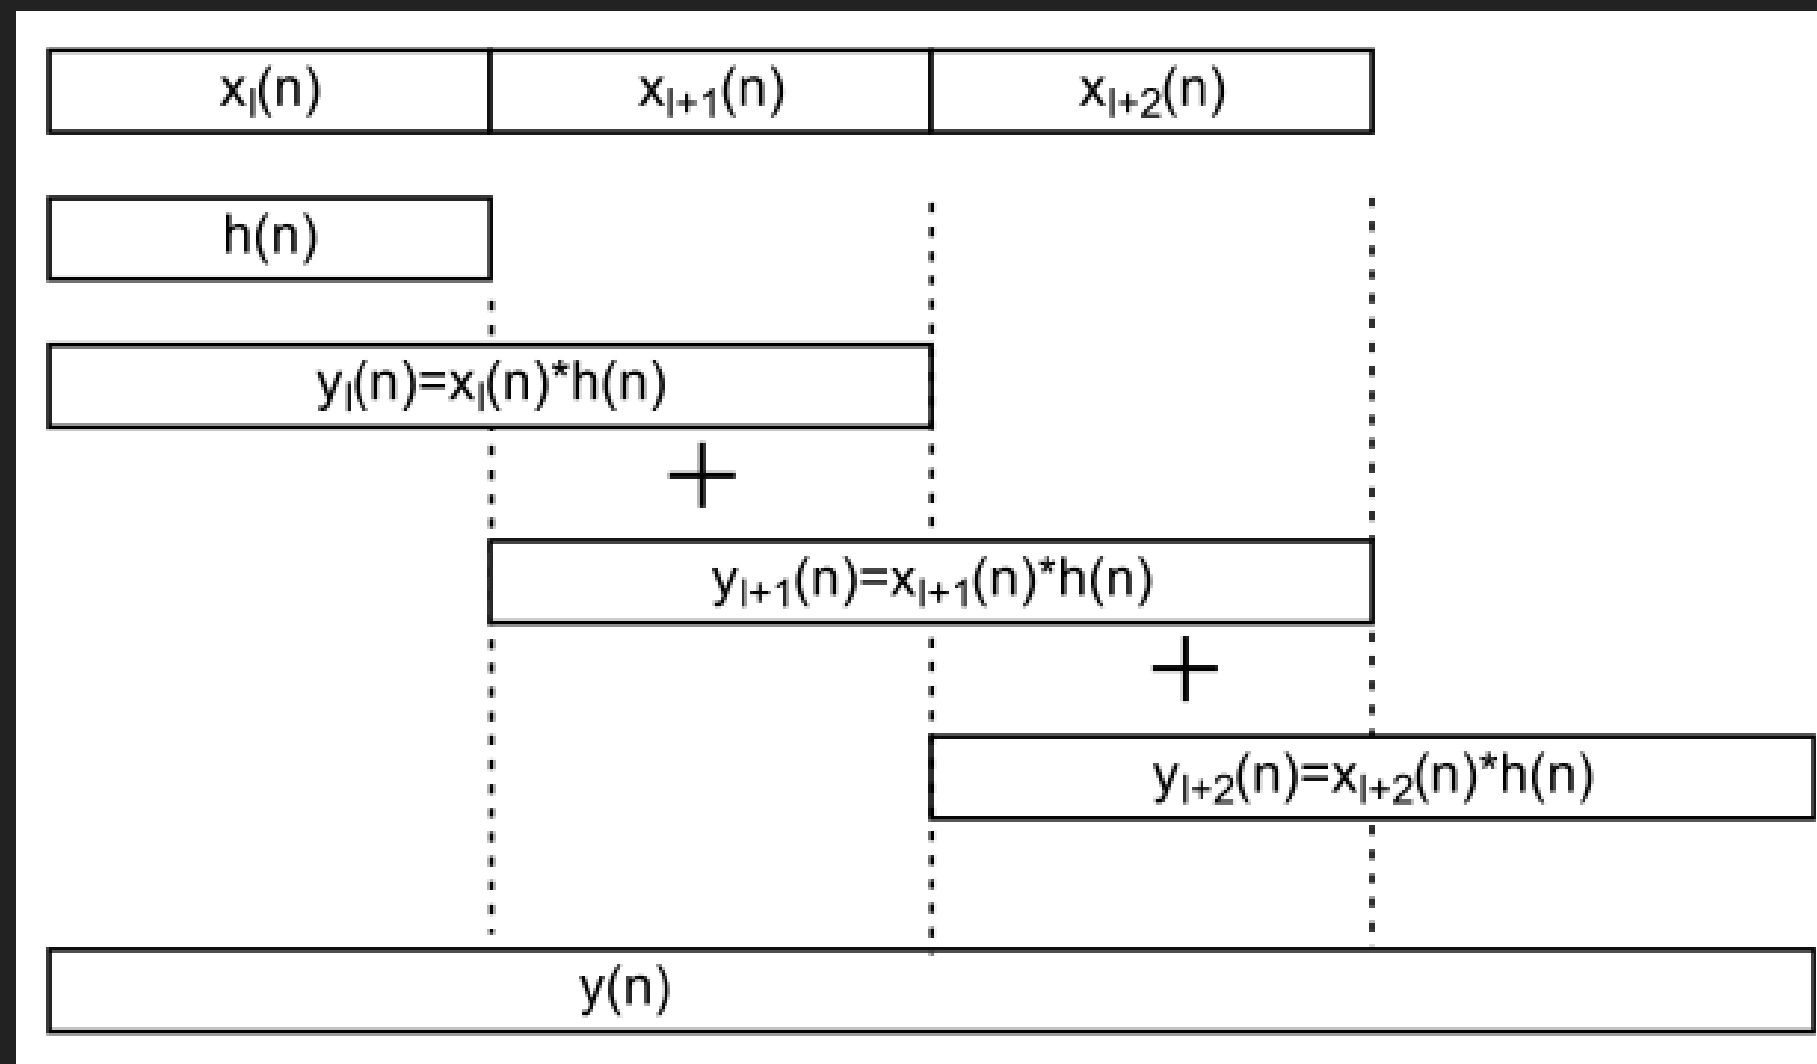 xₗ(n) xₗ₊₁(n) xₗ₊₂(n)
h(n)
yₗ(n)=xₗ(n)*h(n)
+
yₗ₊₁(n)=xₗ₊₁(n)*h(n)
+
yₗ₊₂(n)=xₗ₊₂(n)*h(n)
y(n)